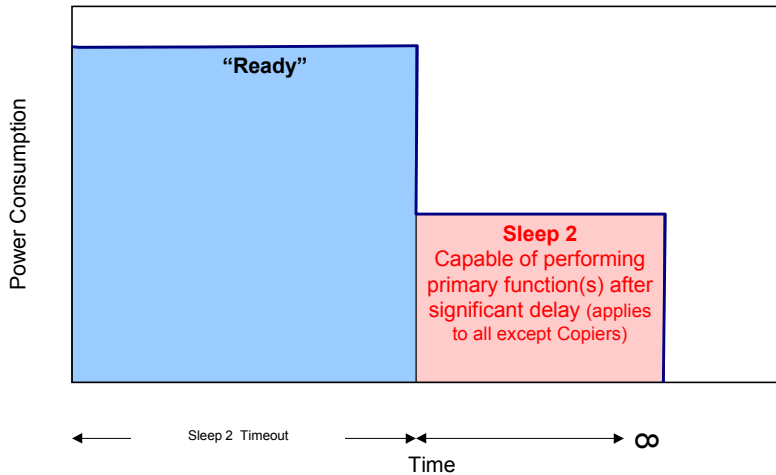 “Ready”
Power Consumption
Sleep 2
Capable of performing
primary function(s) after
significant delay (applies
to all except Copiers)
Sleep 2 Timeout
∞
Time